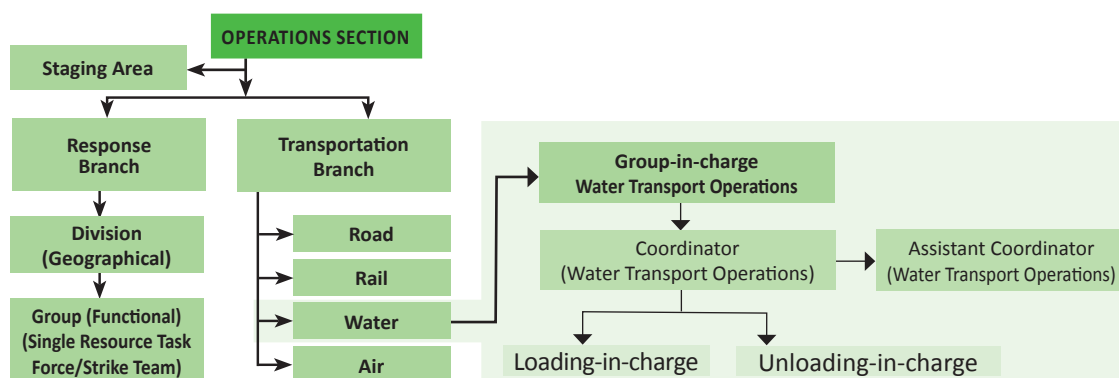 OPERATIONS SECTION
Staging Area
Response
Branch
Division
(Geographical)
Group (Functional)
(Single Resource Task
Force/Strike Team)
Transportation
Branch
Road
Rail
Water
Air
Group-in-charge
Water Transport Operations
Coordinator
(Water Transport Operations)
Assistant Coordinator
(Water Transport Operations)
Loading-in-charge
Unloading-in-charge